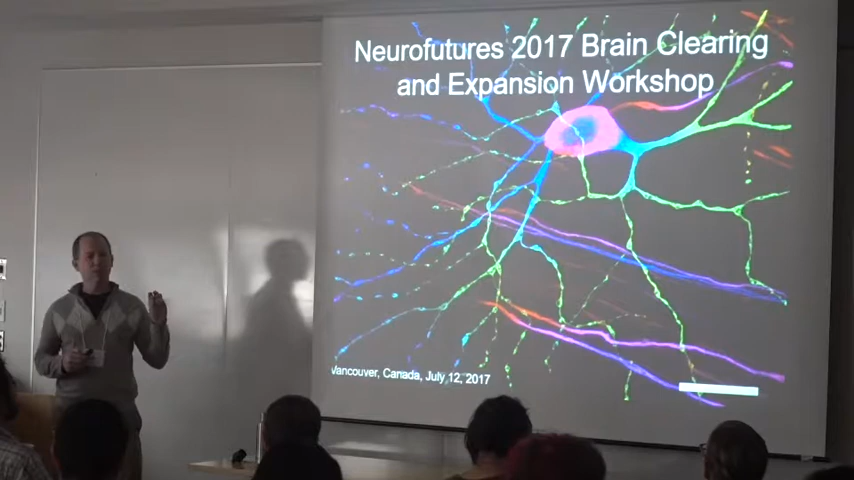 Neurofutures 2017 Brain Clearing
and Expansion Workshop
Vancouver, Canada, July 12, 2017